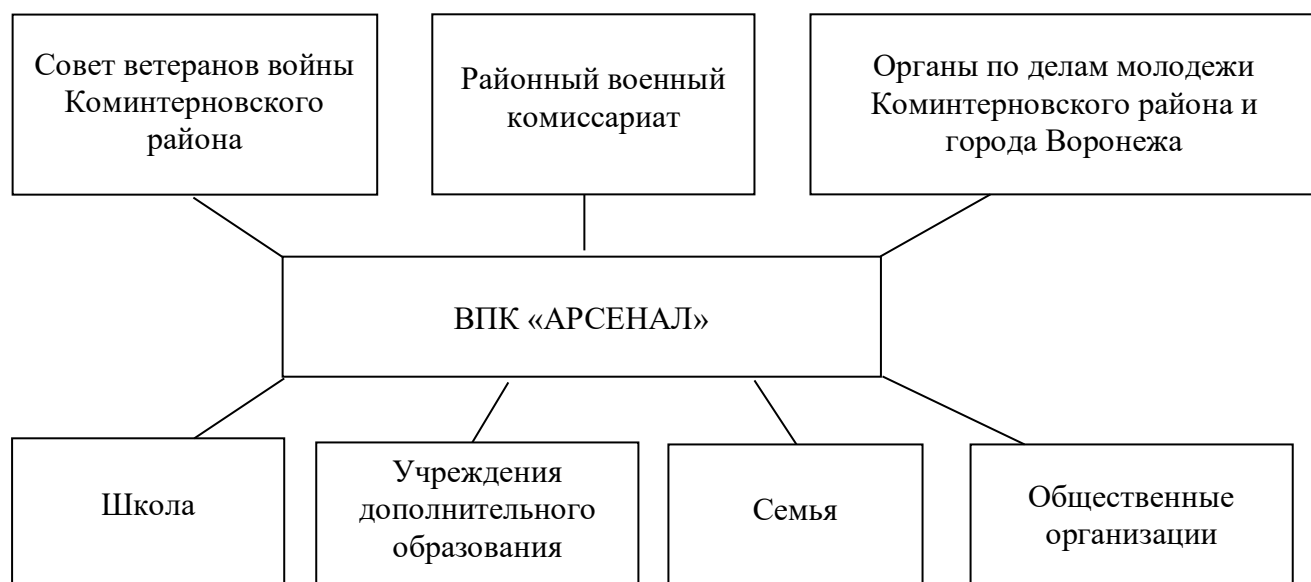 Совет ветеранов войны
Коминтерновского
района
Районный военный
комиссариат
Органы по делам молодежи
Коминтерновского района и
города Воронежа
ВПК «АРСЕНАЛ»
Школа
Учреждения
дополнительного
образования
Семья
Общественные
организации